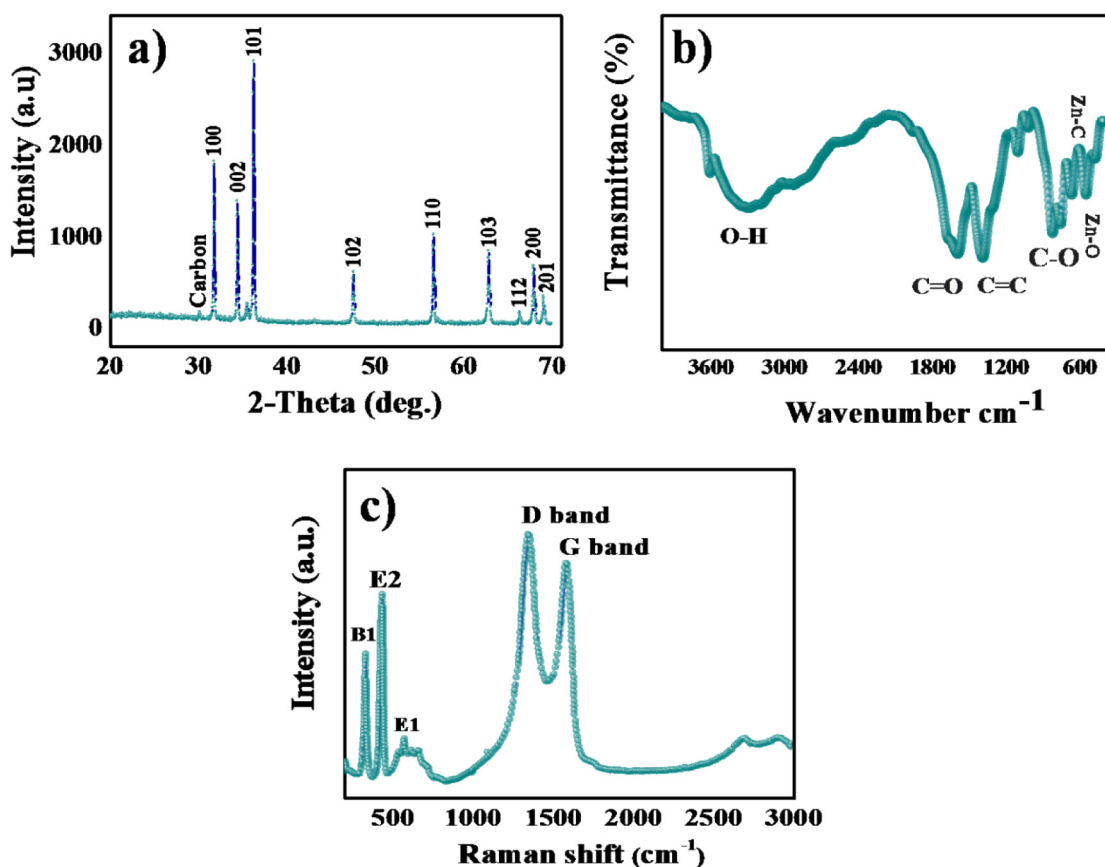 a)
Intensity (a.u)
3000
2000
1000
0
Carbon
100
002
101
102
110
103
112
200
201
20 30 40 50 60 70
2-Theta (deg.)
b)
Transmittance (%)
O-H
C=O
C=C
C-O
Zn-C
Zn-O
3600 3000 2400 1800 1200 600
Wavenumber cm⁻¹
c)
Intensity (a.u.)
B1
E2
E1
D band
G band
500 1000 1500 2000 2500 3000
Raman shift (cm⁻¹)